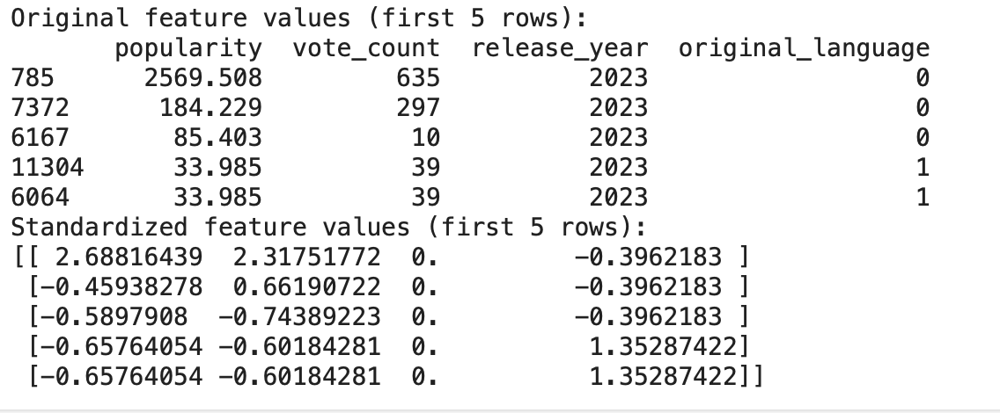 Original feature values (first 5 rows):
popularity vote_count release_year original_language
785 2569.508 635 2023 0
7372 184.229 297 2023 0
6167 85.403 10 2023 0
11304 33.985 39 2023 1
6064 33.985 39 2023 1
Standardized feature values (first 5 rows):
[[ 2.68816439 2.31751772 0. -0.3962183 ]
[-0.45938278 0.66190722 0. -0.3962183 ]
[-0.5897908 -0.74389223 0. -0.3962183 ]
[-0.65764054 -0.60184281 0. 1.35287422]
[-0.65764054 -0.60184281 0. 1.35287422]]